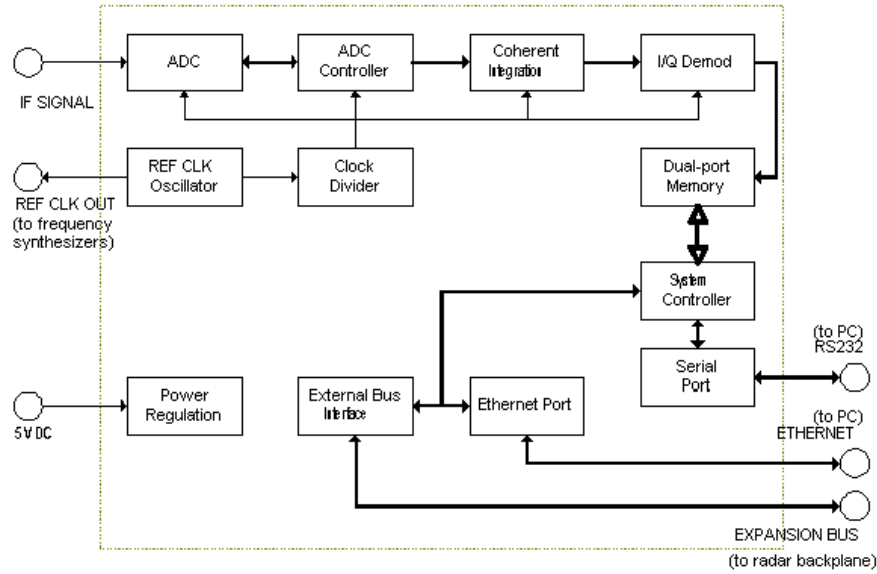 ADC
ADC
Controller
Coherent
Integration
I/Q Demod
IF SIGNAL
REF CLK
Oscillator
Clock
Divider
Dual-port
Memory
REF CLK OUT
(to frequency
synthesizers)
System
Controller
(to PC)
RS232
Serial
Port
Power
Regulation
External Bus
Interface
Ethernet Port
5V DC
(to PC)
ETHERNET
EXPANSION BUS
(to radar backplane)